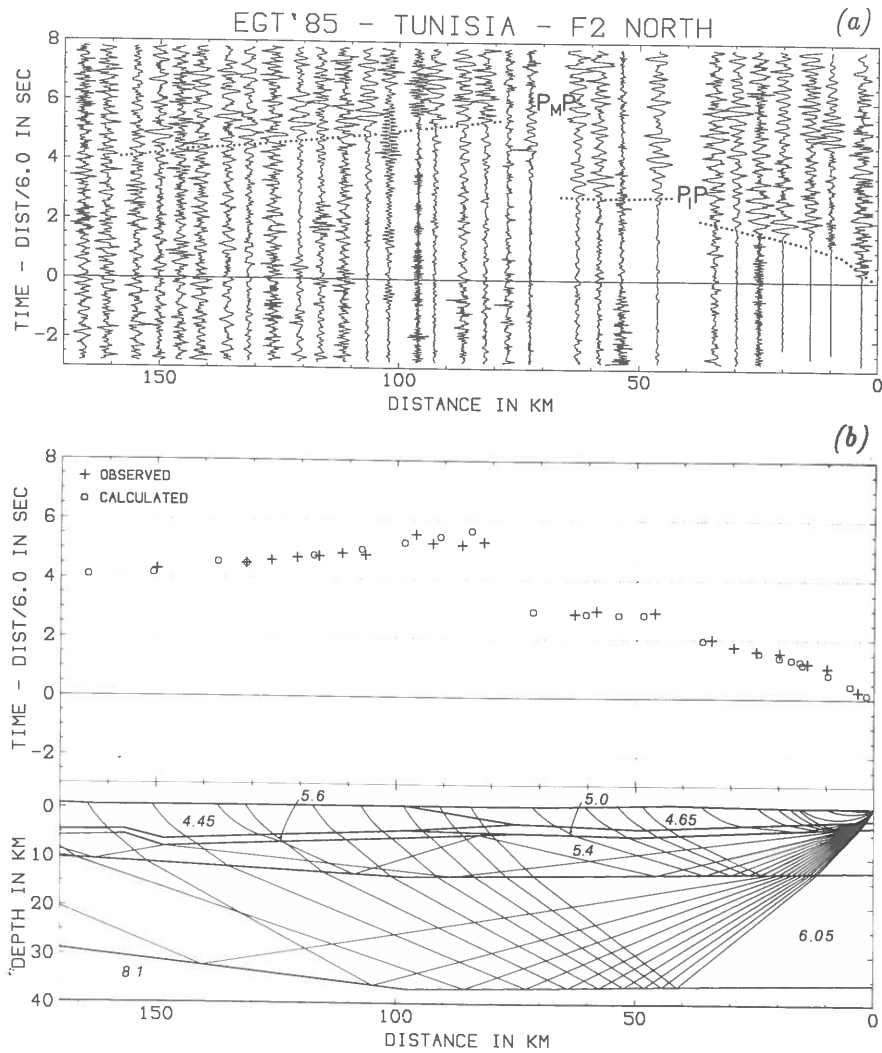 EGT'85 - TUNISIA - F2 NORTH
(a)
8
6
4
2
0
-2
TIME - DIST/6.0 IN SEC
PMP
PIP
150
100
50
0
DISTANCE IN KM
(b)
8
6
4
2
0
-2
TIME - DIST/6.0 IN SEC
+ OBSERVED
o CALCULATED
0
10
20
30
40
DEPTH IN KM
5.6
5.0
4.45
4.65
5.4
6.05
8 1
150
100
50
0
DISTANCE IN KM